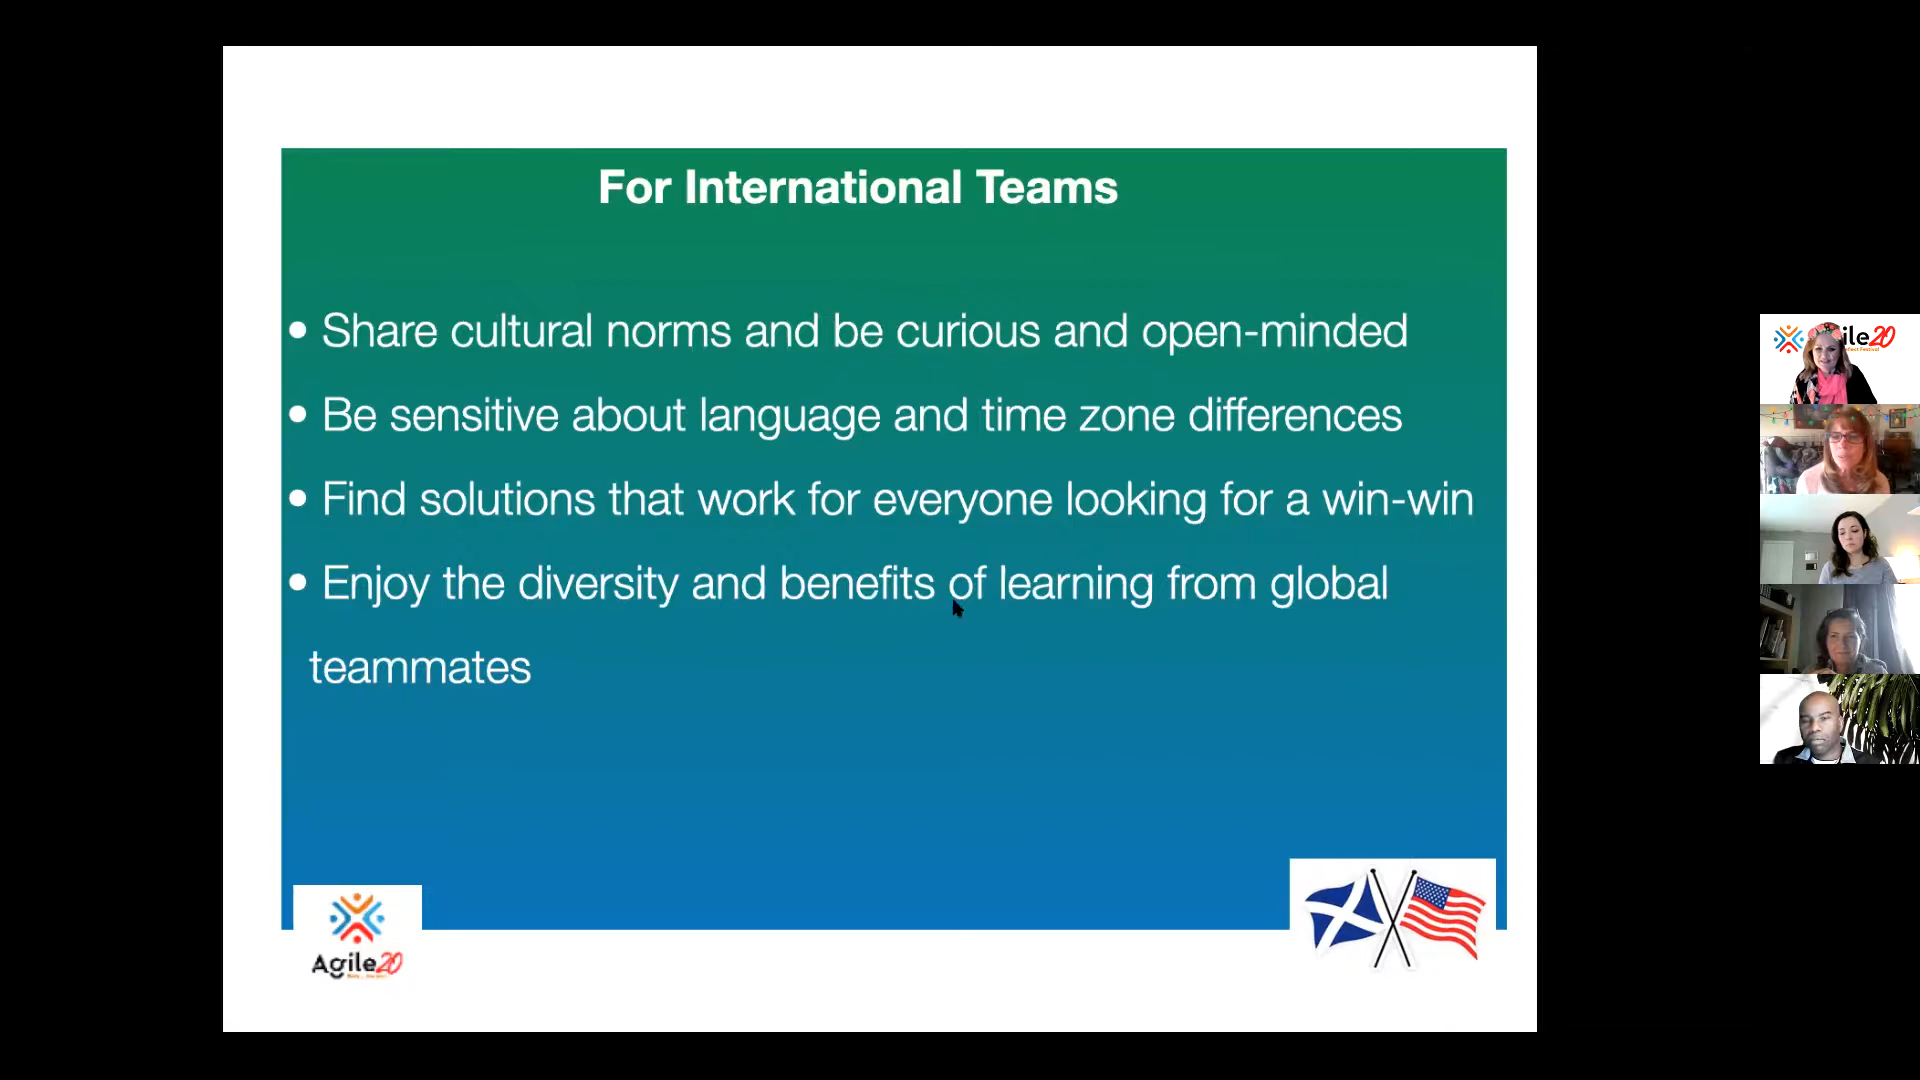 For International Teams
• Share cultural norms and be curious and open-minded
• Be sensitive about language and time zone differences
• Find solutions that work for everyone looking for a win-win
• Enjoy the diversity and benefits of learning from global
teammates
Agile20
ile20